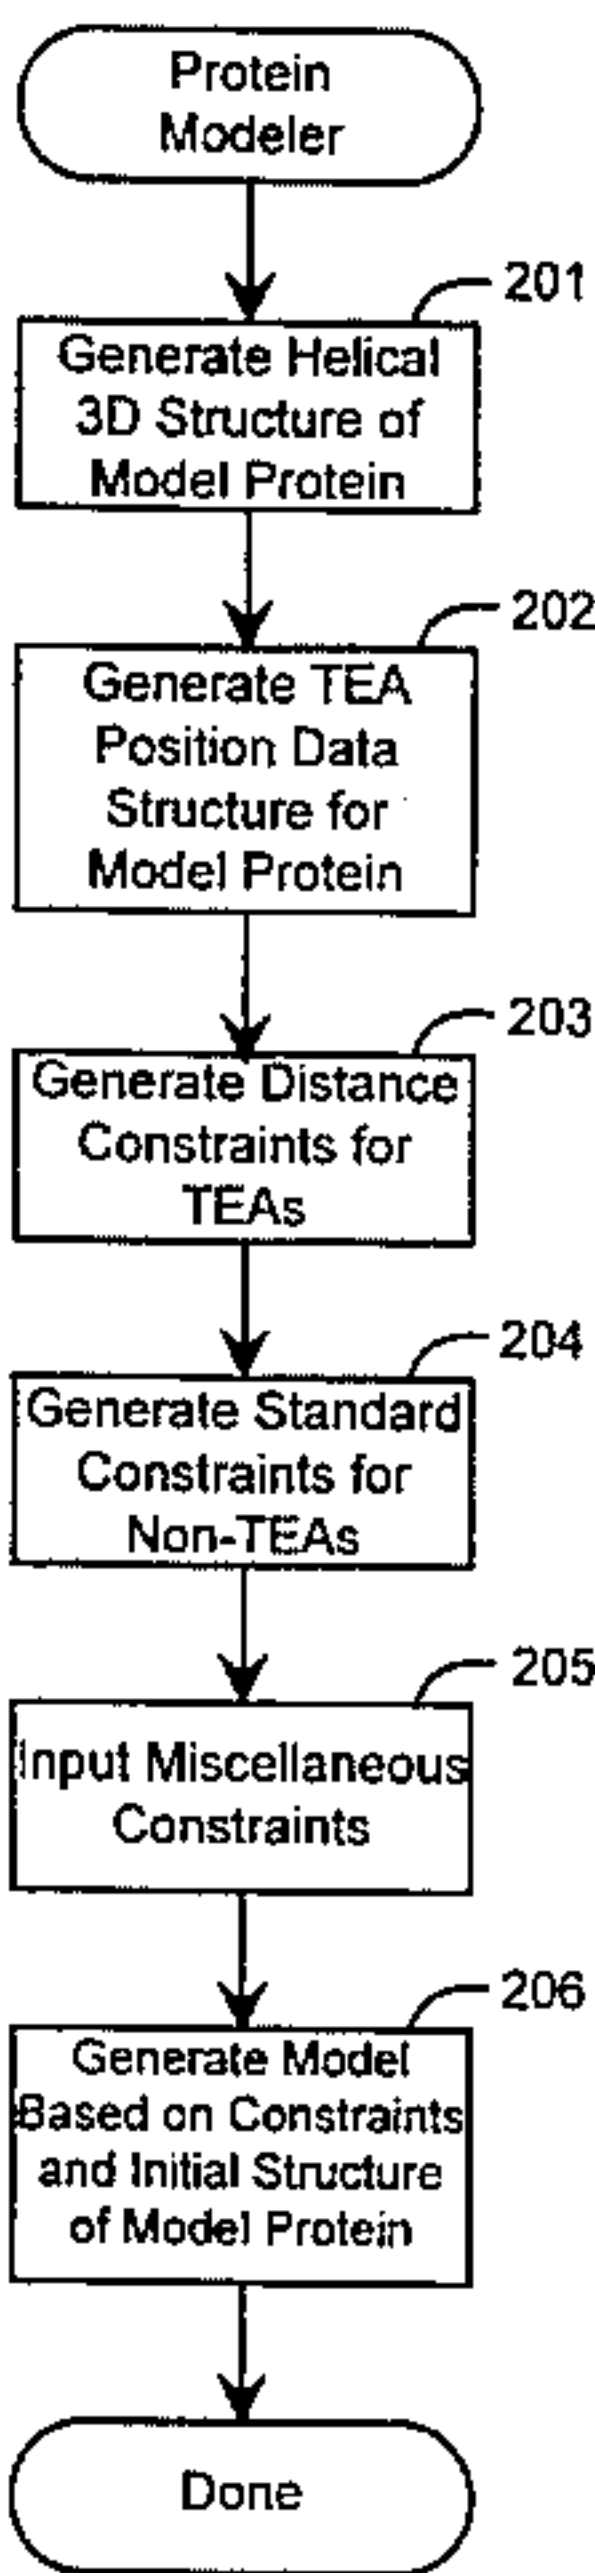 Protein
Modeler
201
Generate Helical
3D Structure of
Model Protein
202
Generate TEA
Position Data
Structure for
Model Protein
203
Generate Distance
Constraints for
TEAs
204
Generate Standard
Constraints for
Non-TEAs
205
Input Miscellaneous
Constraints
206
Generate Model
Based on Constraints
and Initial Structure
of Model Protein
Done